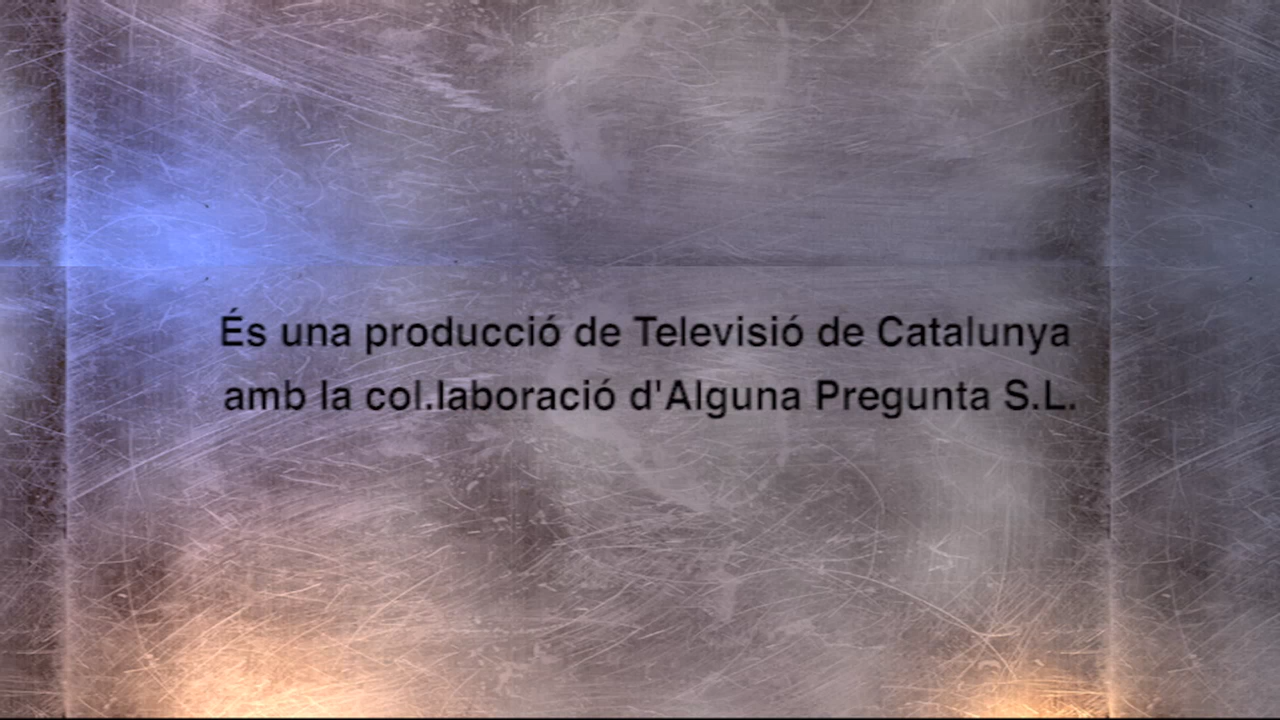 És una producció de Televisió de Catalunya
amb la col.laboració d'Alguna Pregunta S.L.